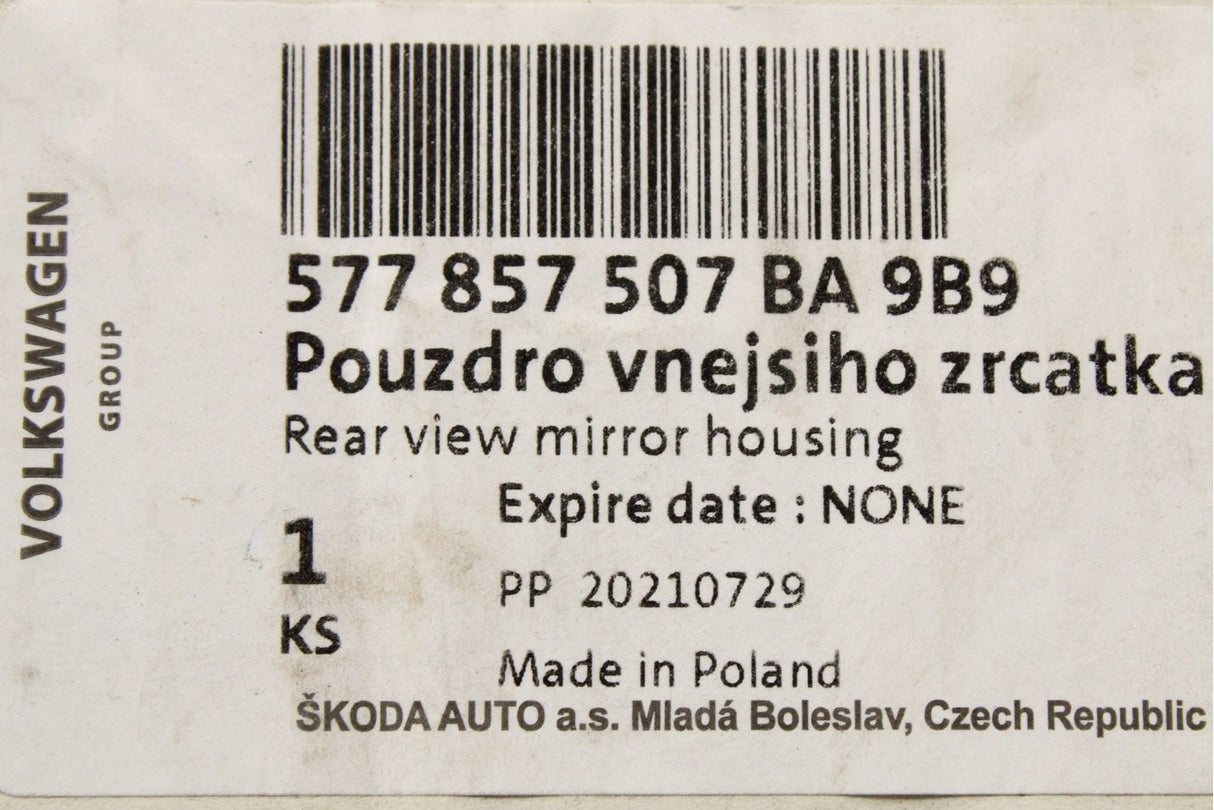 VOLKSWAGEN
GROUP
577 857 507 BA 9B9
Pouzdro vnejsiho zrcatka
Rear view mirror housing
Expire date : NONE
1
PP 20210729
KS
Made in Poland
ŠKODA AUTO a.s. Mladá Boleslav, Czech Republic